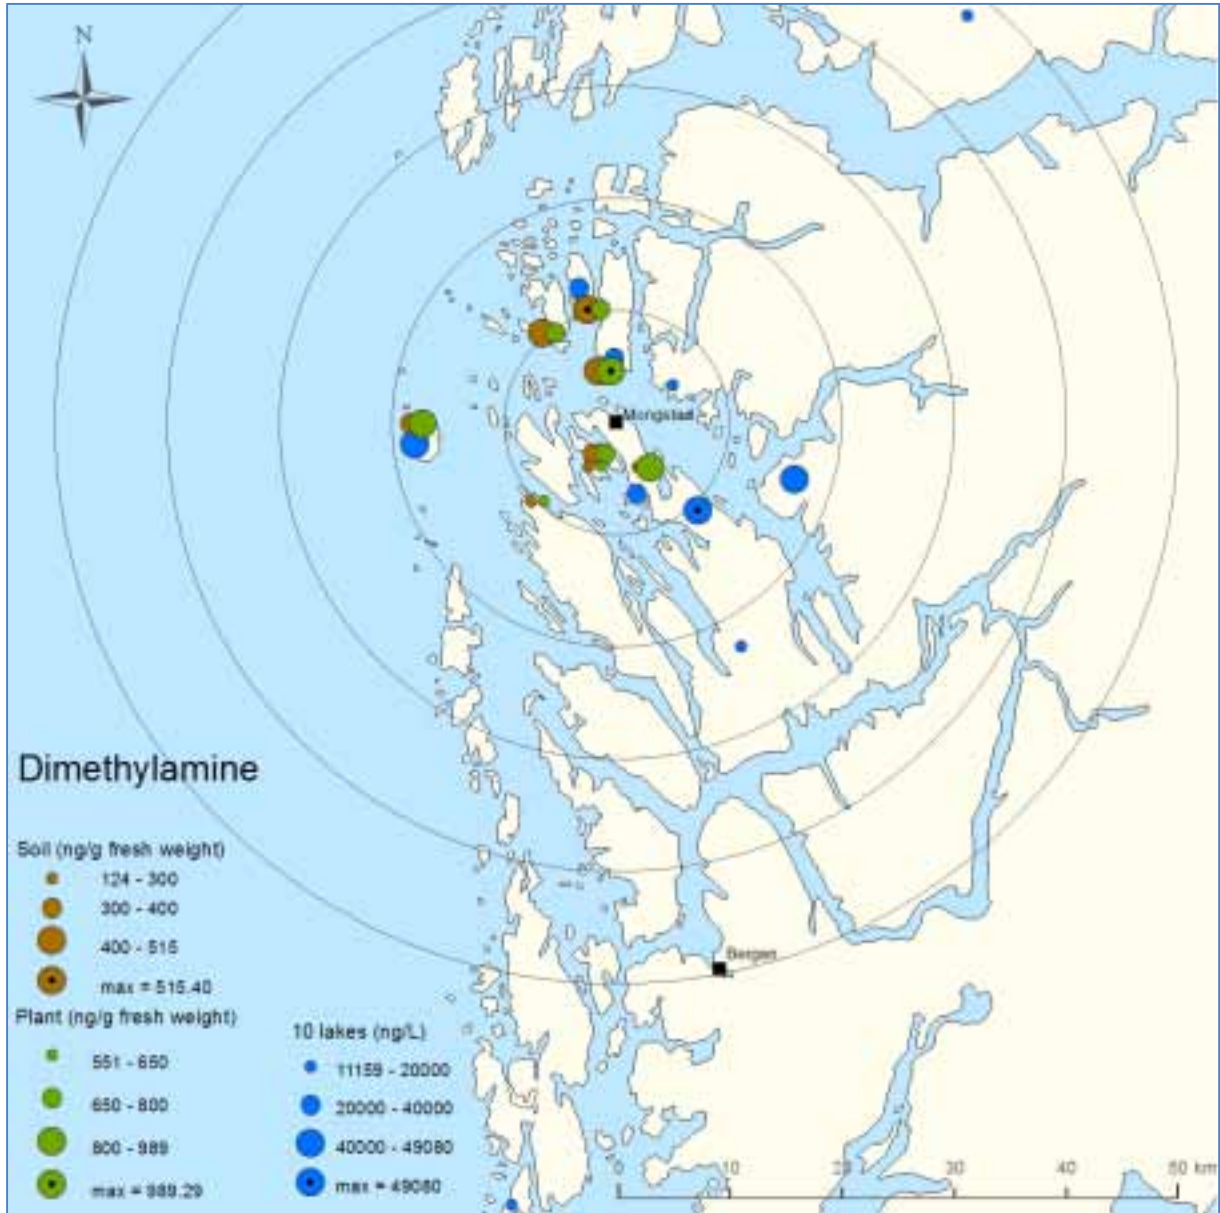 N
Mongstad
Dimethylamine
Soil (ng/g fresh weight)
124 - 300
300 - 400
400 - 515
max = 515.40
Plant (ng/g fresh weight)
551 - 650
650 - 800
800 - 989
max = 989.29
10 lakes (ng/L)
11159 - 20000
20000 - 40000
40000 - 49080
max = 49080
Bergen
0 10 20 30 40 50 km